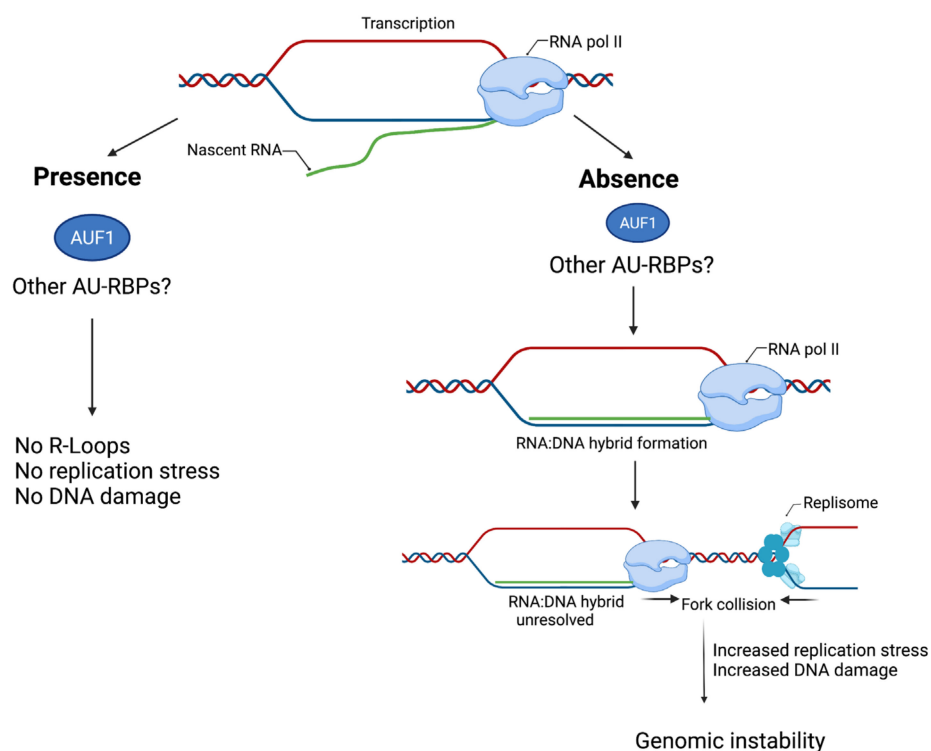 Transcription
RNA pol II
Nascent RNA
Presence
AUF1
Other AU-RBPs?
No R-Loops
No replication stress
No DNA damage
Absence
AUF1
Other AU-RBPs?
RNA pol II
RNA:DNA hybrid formation
Replisome
RNA:DNA hybrid
unresolved
Fork collision
Increased replication stress
Increased DNA damage
Genomic instability